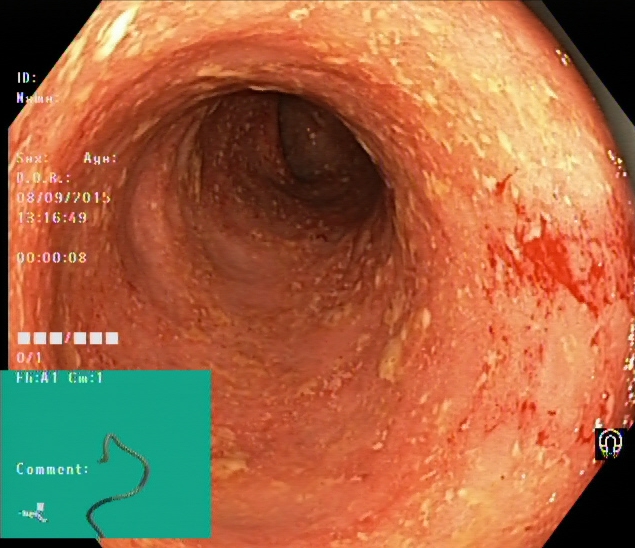 ID:
Name:
Sex: Age:
D.O.B.:
08/09/2015
13:16:49
00:00:08
0/1
Eh:A1 Cm:1
Comment: